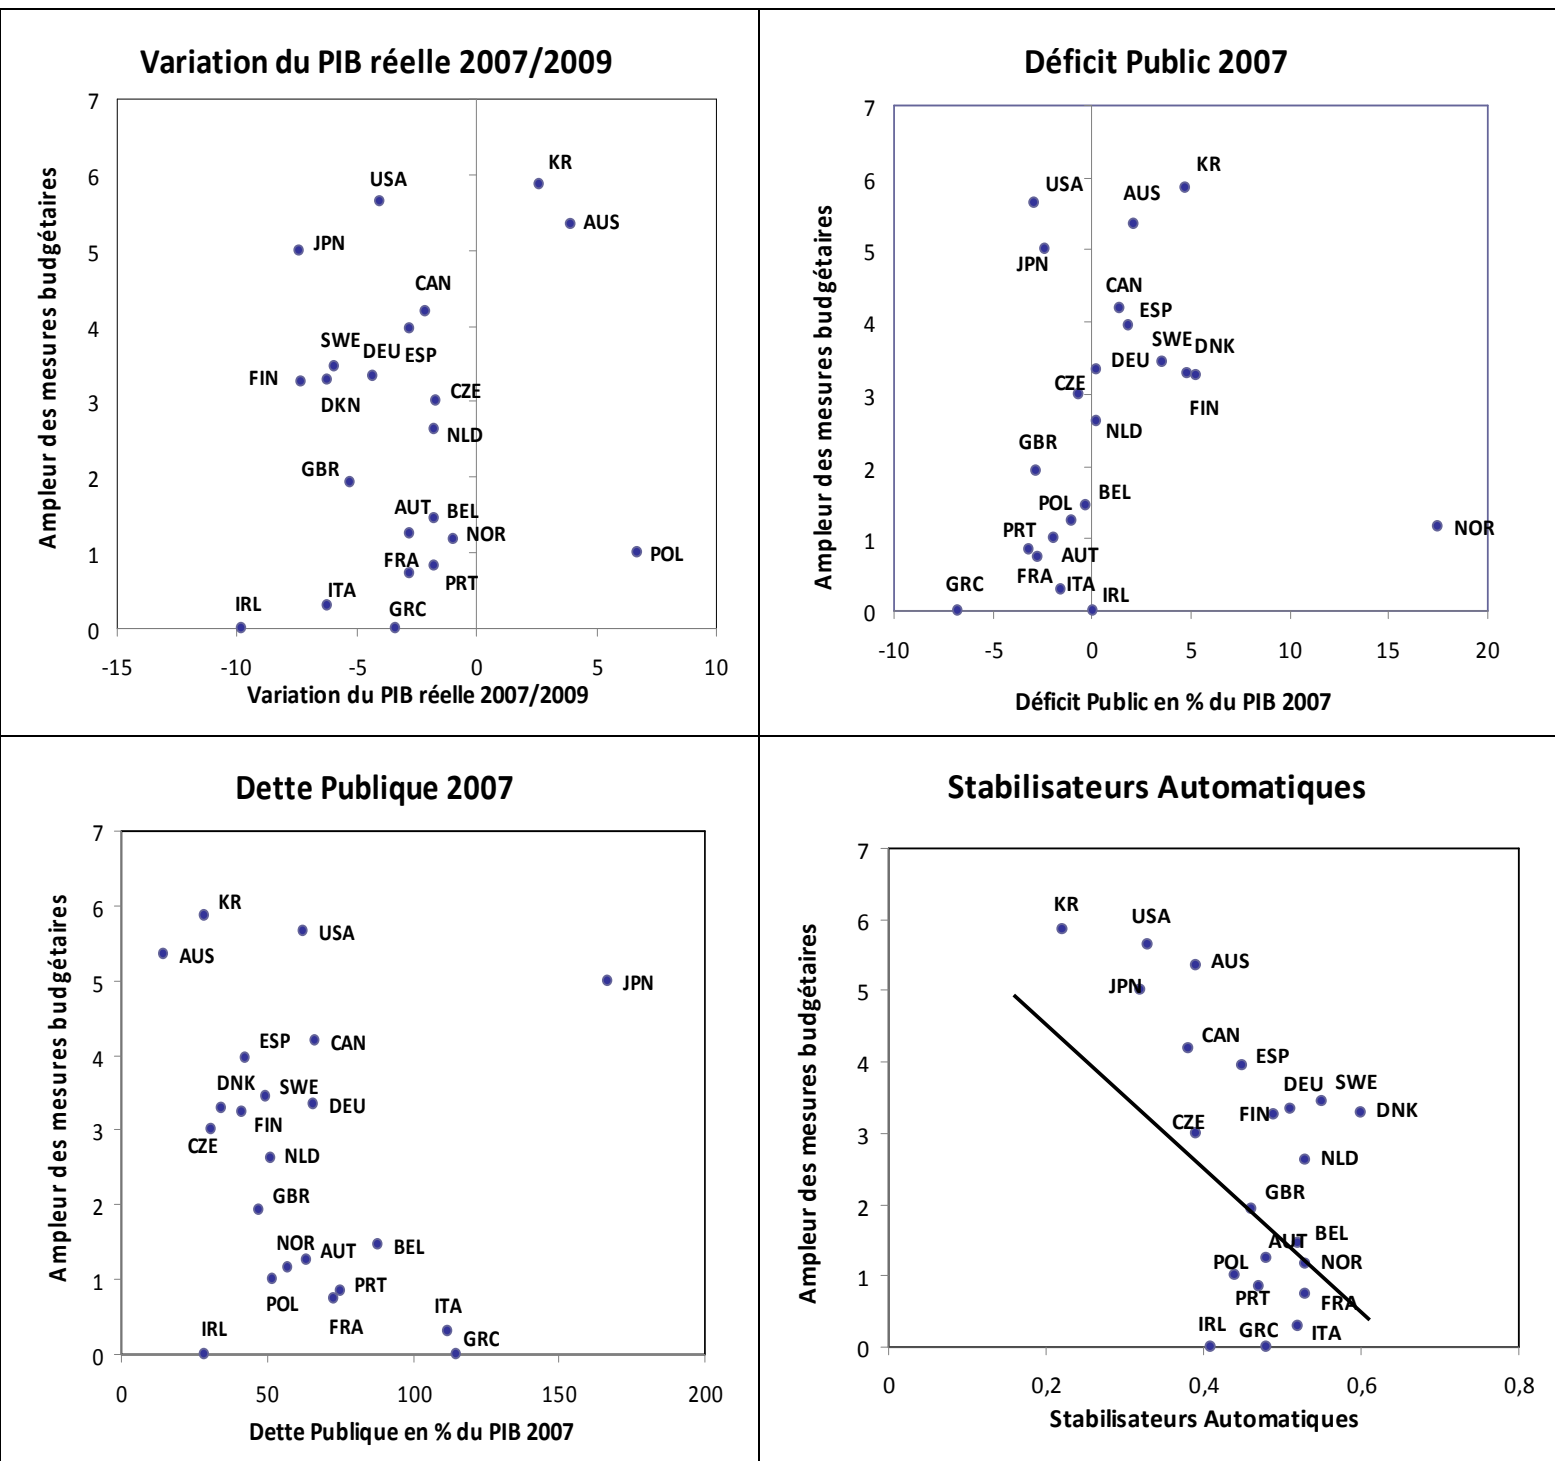 Variation du PIB réelle 2007/2009
Ampleur des mesures budgétaires
7
6
5
4
3
2
1
0
KR
USA
AUS
JPN
CAN
SWE
DEU
ESP
FIN
DKN
CZE
NLD
GBR
AUT
BEL
NOR
POL
FRA
PRT
ITA
IRL
GRC
-15
-10
-5
0
5
10
Variation du PIB réelle 2007/2009
Déficit Public 2007
Ampleur des mesures budgétaires
7
6
5
4
3
2
1
0
KR
USA
AUS
JPN
CAN
ESP
SWE
DNK
DEU
CZE
FIN
NLD
GBR
BEL
POL
PRT
NOR
AUT
FRA
ITA
GRC
IRL
-10
-5
0
5
10
15
20
Déficit Public en % du PIB 2007
Dette Publique 2007
Ampleur des mesures budgétaires
7
6
5
4
3
2
1
0
KR
USA
AUS
JPN
ESP
CAN
DNK
SWE
DEU
FIN
CZE
NLD
GBR
NOR
AUT
BEL
PRT
POL
ITA
FRA
IRL
GRC
0
50
100
150
200
Dette Publique en % du PIB 2007
Stabilisateurs Automatiques
Ampleur des mesures budgétaires
7
6
5
4
3
2
1
0
KR
USA
AUS
JPN
CAN
ESP
DEU
SWE
FIN
DNK
CZE
NLD
GBR
BEL
AUT
POL
NOR
PRT
FRA
IRL
GRC
ITA
0
0,2
0,4
0,6
0,8
Stabilisateurs Automatiques